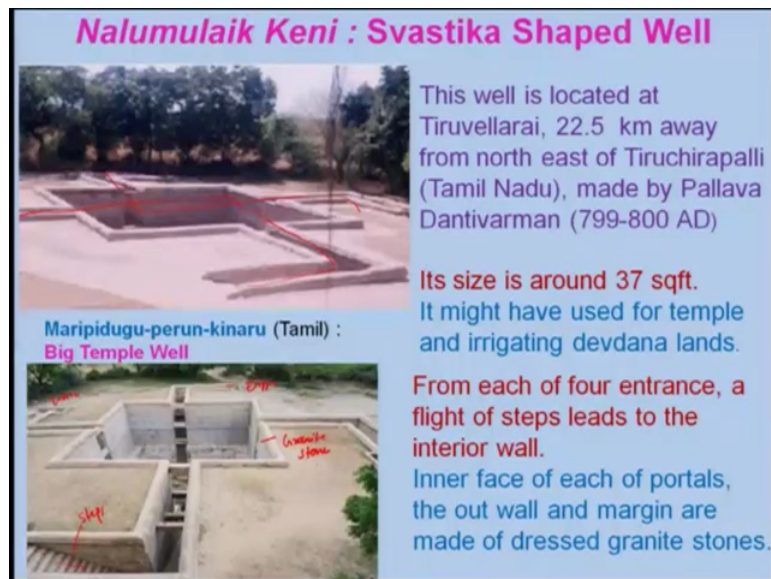 Nalumulaik Keni : Svastika Shaped Well
This well is located at
Tiruvellarai, 22.5 km away
from north east of Tiruchirapalli
(Tamil Nadu), made by Pallava
Dantivarman (799-800 AD)
Its size is around 37 sqft.
It might have used for temple
and irrigating devdana lands.
Maripidugu-perun-kinaru (Tamil) :
Big Temple Well
From each of four entrance, a
flight of steps leads to the
interior wall.
Inner face of each of portals,
the out wall and margin are
made of dressed granite stones.
Granite
stone
steps